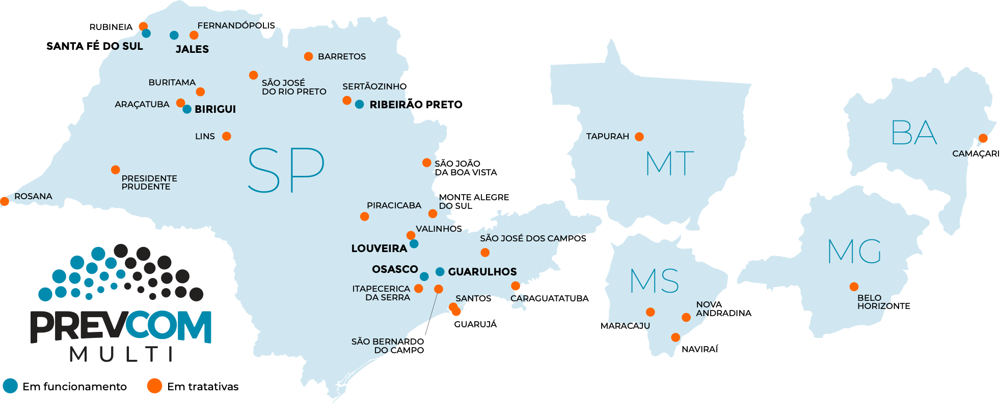 RUBINEIA
SANTA FÉ DO SUL
JALES
FERNANDÓPOLIS
BARRETOS
BURITAMA
SÃO JOSÉ
DO RIO PRETO
SERTÃOZINHO
ARAÇATUBA
BIRIGUI
RIBEIRÃO PRETO
LINS
SP
SÃO JOÃO
DA BOA VISTA
PRESIDENTE
PRUDENTE
ROSANA
MONTE ALEGRE
DO SUL
PIRACICABA
VALINHOS
LOUVEIRA
SÃO JOSÉ DOS CAMPOS
OSASCO
GUARULHOS
ITAPECERICA
DA SERRA
SANTOS
CARAGUATATUBA
GUARUJÁ
SÃO BERNARDO
DO CAMPO
TAPURAH
MT
BA
CAMAÇARI
MS
NOVA
ANDRADINA
MARACAJU
NAVIRAÍ
MG
BELO
HORIZONTE
PREVCOM
MULTI
Em funcionamento
Em tratativas